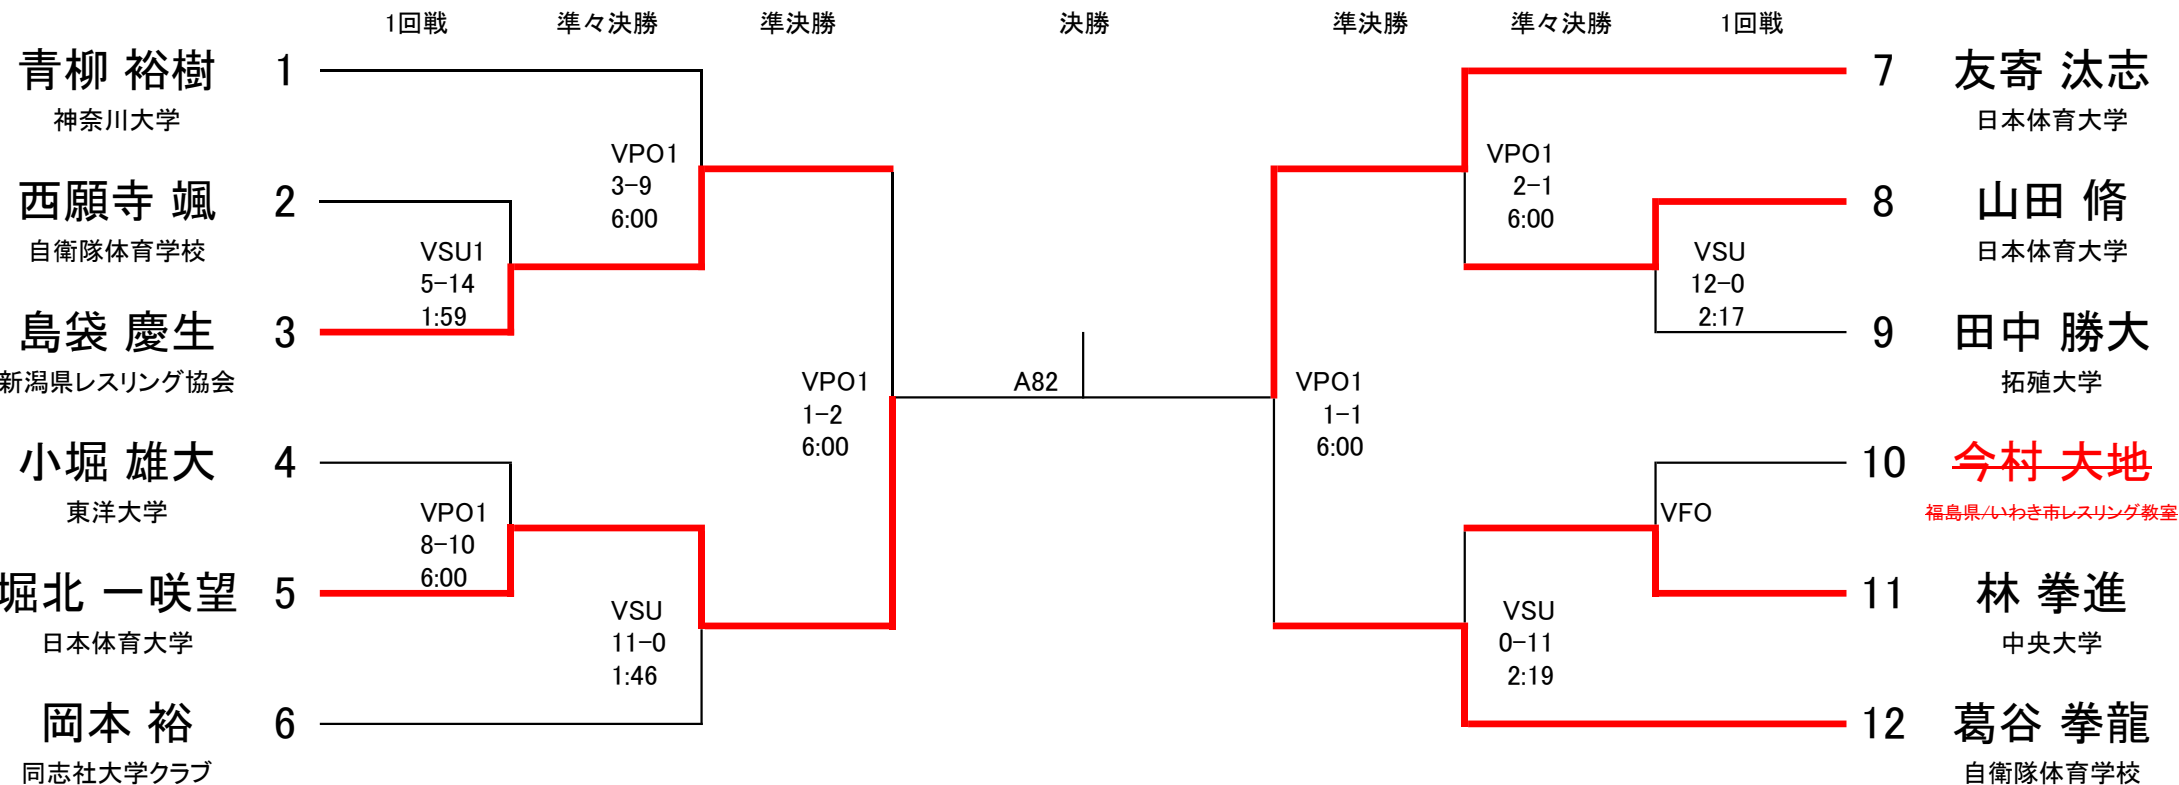 1回戦 準々決勝 準決勝 決勝 準決勝 準々決勝 1回戦
青柳 裕樹 1
神奈川大学
西願寺 颯 2
自衛隊体育学校
島袋 慶生 3
新潟県レスリング協会
小堀 雄大 4
東洋大学
堀北 一咲望 5
日本体育大学
岡本 裕 6
同志社大学クラブ
VSU1
5-14
1:59
VPO1
8-10
6:00
VPO1
3-9
6:00
VSU
11-0
1:46
VPO1
1-2
6:00
A82
VPO1
1-1
6:00
VPO1
2-1
6:00
VSU
0-11
2:19
VSU
12-0
2:17
VFO
7 友寄 汰志
日本体育大学
8 山田 脩
日本体育大学
9 田中 勝大
拓殖大学
10 今村 大地
福島県/いわき市レスリング教室
11 林 拳進
中央大学
12 葛谷 拳龍
自衛隊体育学校